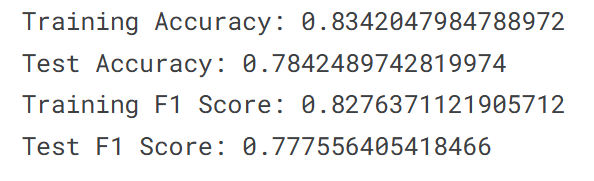 Training Accuracy: 0.8342047984788972
Test Accuracy: 0.7842489742819974
Training F1 Score: 0.8276371121905712
Test F1 Score: 0.777556405418466